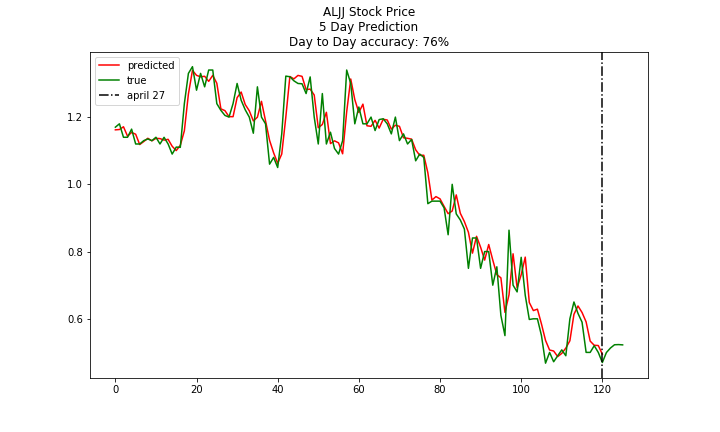 ALJJ Stock Price
5 Day Prediction
Day to Day accuracy: 76%
predicted
true
april 27
1.2
1.0
0.8
0.6
0
20
40
60
80
100
120